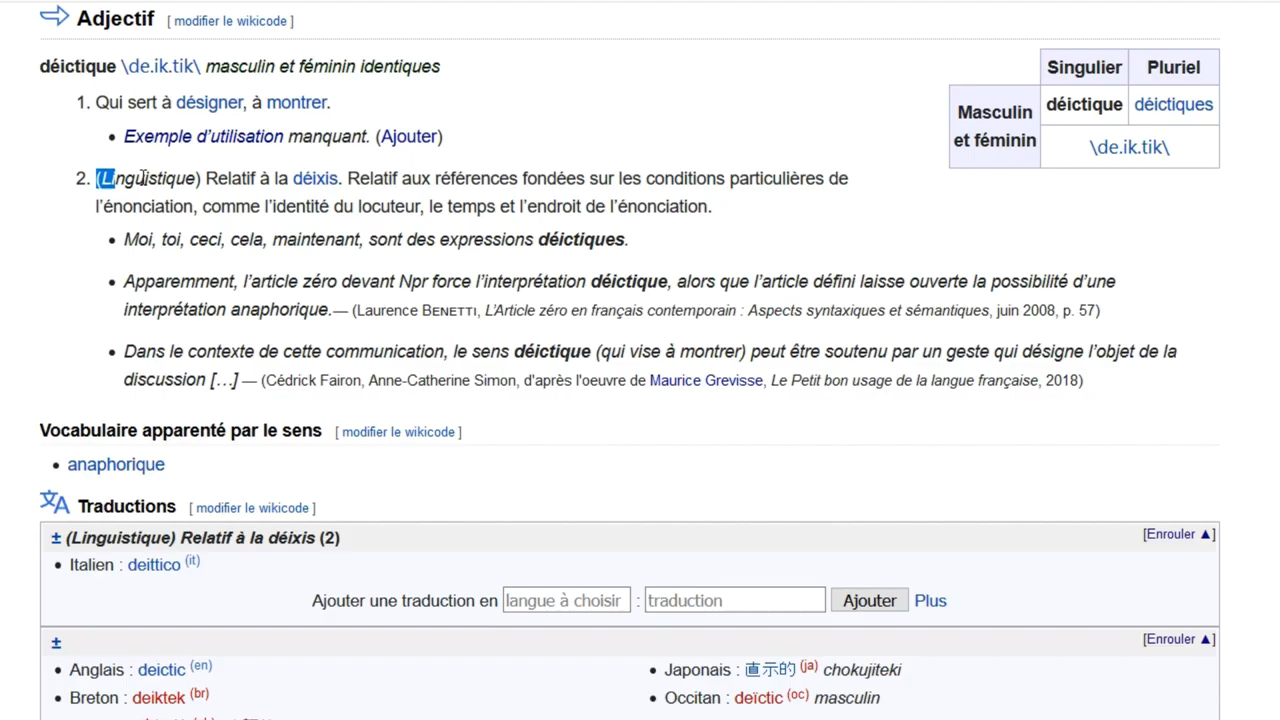 Adjectif [ modifier le wikicode ]
déictique \de.ik.tik\ masculin et féminin identiques
Singulier Pluriel
Masculin et féminin déictique déictiques
\de.ik.tik\
1. Qui sert à désigner, à montrer.
• Exemple d’utilisation manquant. (Ajouter)
2. (Linguistique) Relatif à la déixis. Relatif aux références fondées sur les conditions particulières de
l’énonciation, comme l’identité du locuteur, le temps et l’endroit de l’énonciation.
• Moi, toi, ceci, cela, maintenant, sont des expressions déictiques.
• Apparemment, l’article zéro devant Npr force l’interprétation déictique, alors que l’article défini laisse ouverte la possibilité d’une
interprétation anaphorique.— (Laurence BENETTI, L’Article zéro en français contemporain : Aspects syntaxiques et sémantiques, juin 2008, p. 57)
• Dans le contexte de cette communication, le sens déictique (qui vise à montrer) peut être soutenu par un geste qui désigne l’objet de la
discussion […] — (Cédrick Fairon, Anne-Catherine Simon, d'après l'oeuvre de Maurice Grevisse, Le Petit bon usage de la langue française, 2018)
Vocabulaire apparenté par le sens [ modifier le wikicode ]
• anaphorique
Traductions [ modifier le wikicode ]
± (Linguistique) Relatif à la déixis (2) [Enrouler ▲]
• Italien : deittico (it)
Ajouter une traduction en langue à choisir : traduction Ajouter Plus
± [Enrouler ▲]
• Anglais : deictic (en)
• Breton : deiktek (br)
• Japonais : 直示的 (ja) chokujiteki
• Occitan : deïctic (oc) masculin